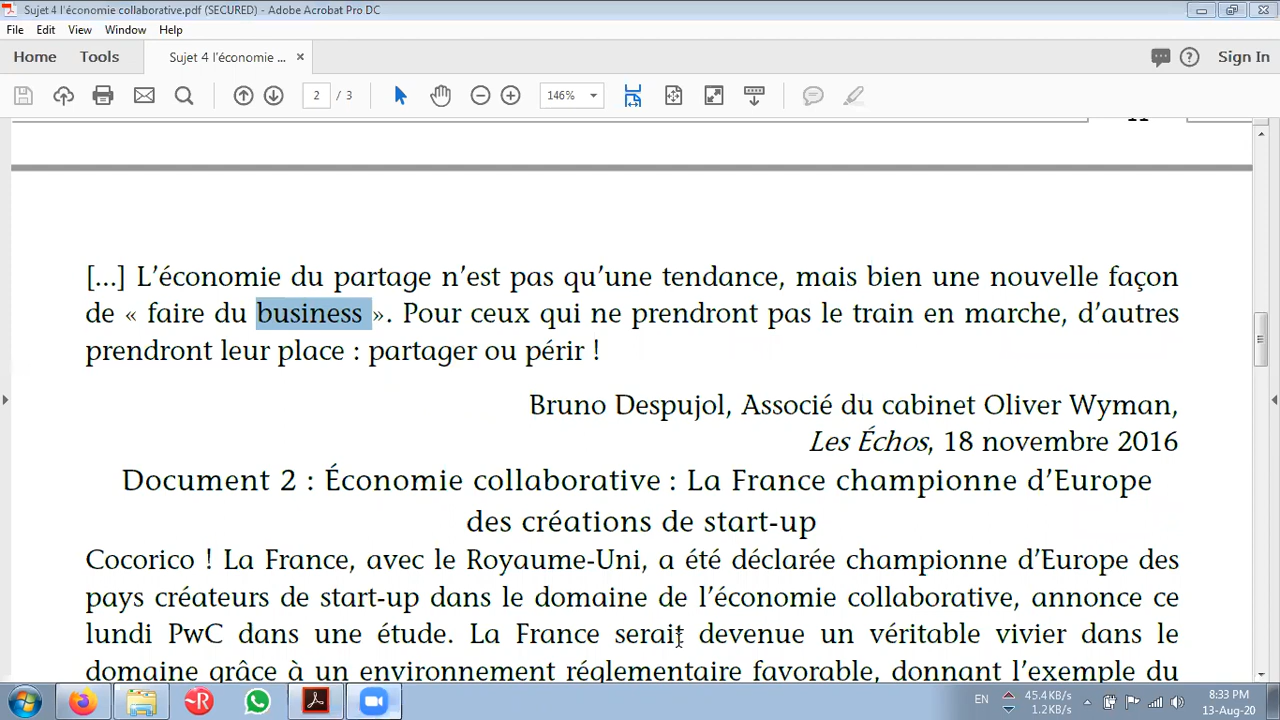 Sujet 4 l'économie collaborative.pdf (SECURED) - Adobe Acrobat Pro DC
File Edit View Window Help
Home Tools Sujet 4 l'économie ... × Sign In
2 / 3 146%
[...] L'économie du partage n'est pas qu'une tendance, mais bien une nouvelle façon
de « faire du business ». Pour ceux qui ne prendront pas le train en marche, d'autres
prendront leur place : partager ou périr !
Bruno Despujol, Associé du cabinet Oliver Wyman,
Les Échos, 18 novembre 2016
Document 2 : Économie collaborative : La France championne d'Europe
des créations de start-up
Cocorico ! La France, avec le Royaume-Uni, a été déclarée championne d'Europe des
pays créateurs de start-up dans le domaine de l'économie collaborative, annonce ce
lundi PwC dans une étude. La France serait devenue un véritable vivier dans le
domaine grâce à un environnement réglementaire favorable, donnant l'exemple du
EN 45.4KB/s 8:33 PM
1.2KB/s 13-Aug-20